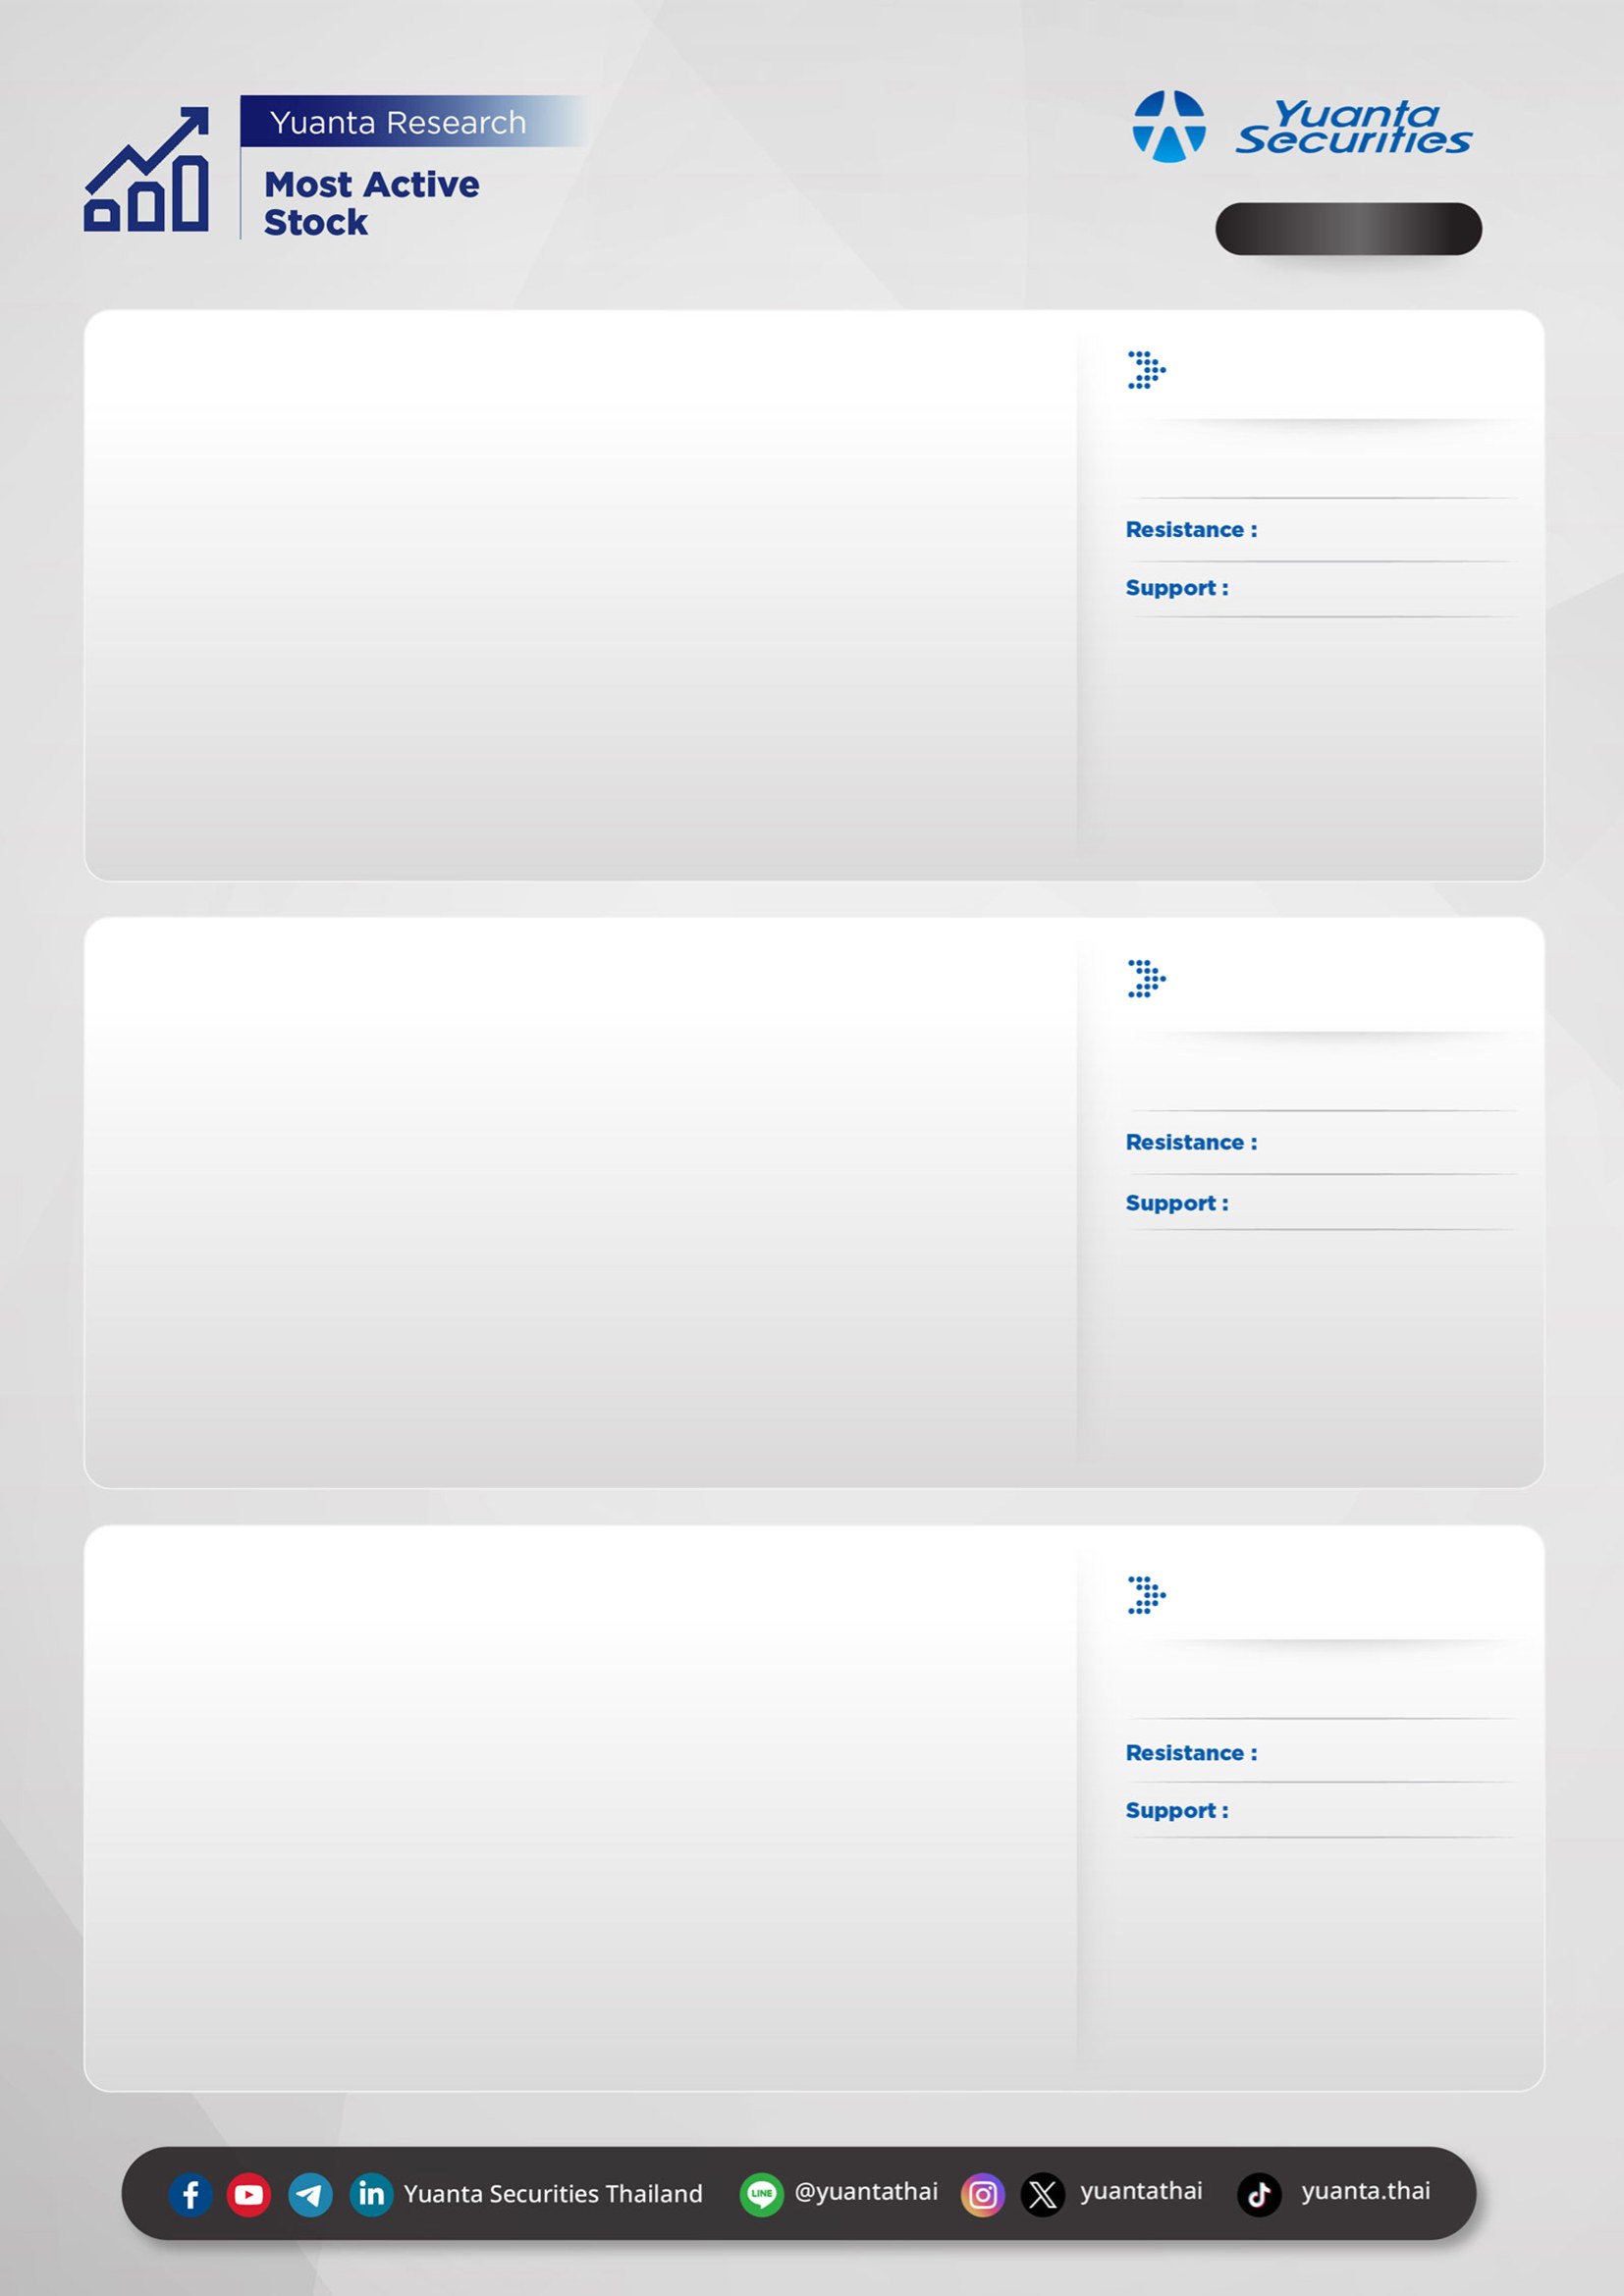 Yuanta Research
Most Active
Stock
Yuanta
Securities
Resistance :
Support :
Resistance :
Support :
Resistance :
Support :
Yuanta Securities Thailand
LINE
@yuantathai
yuantathai
yuanta.thai